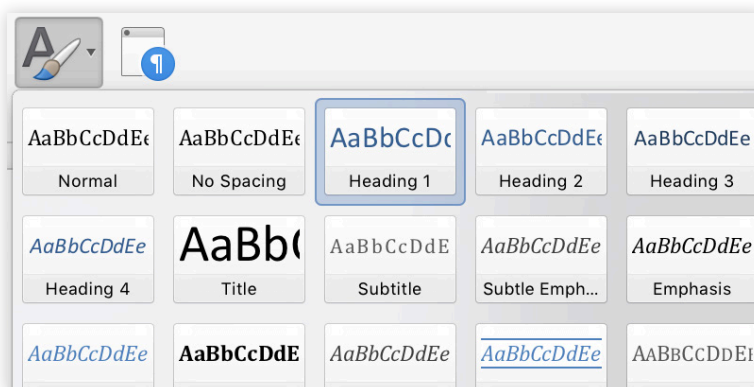 A
¶
AaBbCcDdEe AaBbCcDdEe AaBbCcDc AaBbCcDdEe AaBbCcDdEe
Normal No Spacing Heading 1 Heading 2 Heading 3
AaBbCcDdEe AaBb( AaBbCcDdE AaBbCcDdEe AaBbCcDdEe
Heading 4 Title Subtitle Subtle Emph... Emphasis
AaBbCcDdEe AaBbCcDdE AaBbCcDdEe AaBbCcDdEe AABBCCDDEE